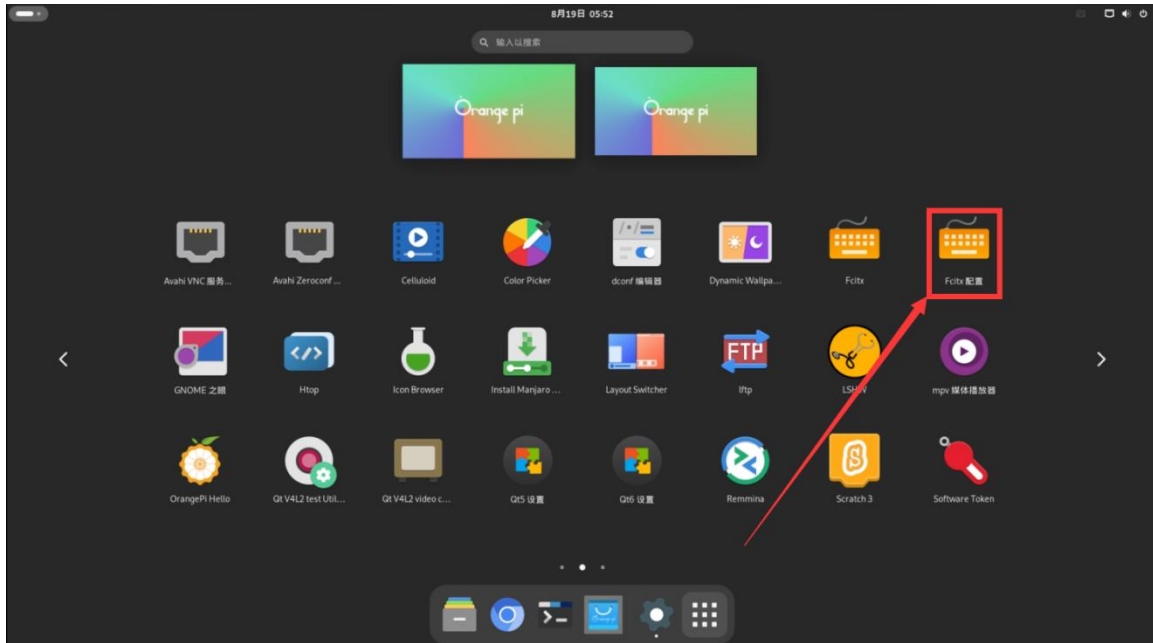 8月19日 05:52
输入以搜索
Orange pi
Orange pi
Avahi VNC 服务...
Avahi Zeroconf ...
Celluloid
Color Picker
dconf 编辑器
Dynamic Wallpa...
Fcitx
Fcitx 配置
GNOME 之眼
Htop
Icon Browser
Install Manjaro ...
Layout Switcher
FTP
lftp
mpv 媒体播放器
OrangePi Hello
Qt V4L2 test Util...
Qt V4L2 video c...
Qt5 设置
Qt6 设置
Remmina
Scratch 3
Software Token